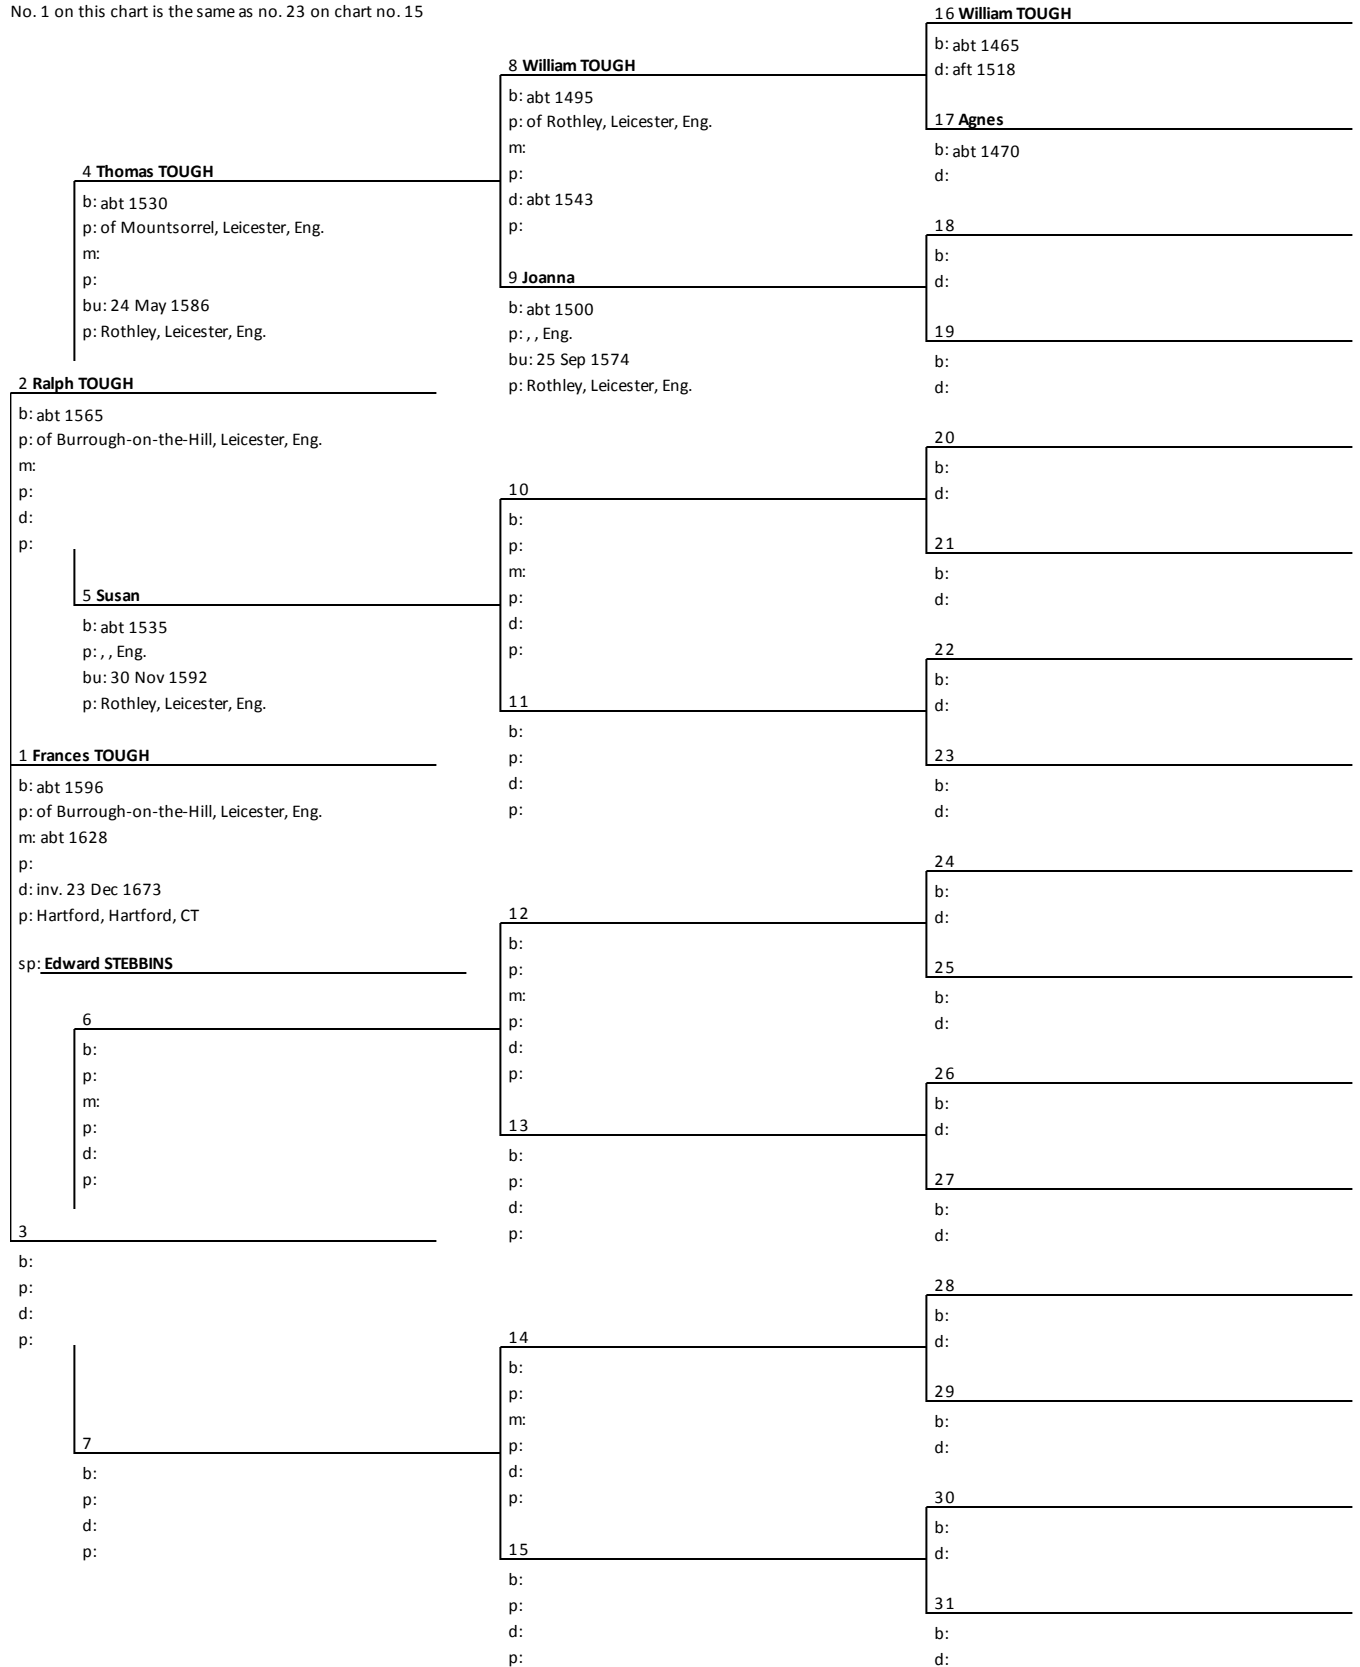 No. 1 on this chart is the same as no. 23 on chart no. 15
16 William TOUGH
b: abt 1465
d: aft 1518
8 William TOUGH
b: abt 1495
p: of Rothley, Leicester, Eng.
m:
p:
d: abt 1543
p:
17 Agnes
b: abt 1470
d:
4 Thomas TOUGH
b: abt 1530
p: of Mountsorrel, Leicester, Eng.
m:
p:
bu: 24 May 1586
p: Rothley, Leicester, Eng.
18
b:
d:
9 Joanna
b: abt 1500
p: , , Eng.
bu: 25 Sep 1574
p: Rothley, Leicester, Eng.
19
b:
d:
2 Ralph TOUGH
b: abt 1565
p: of Burrough-on-the-Hill, Leicester, Eng.
m:
p:
d:
p:
20
b:
d:
10
b:
p:
m:
p:
d:
p:
21
b:
d:
5 Susan
b: abt 1535
p: , , Eng.
bu: 30 Nov 1592
p: Rothley, Leicester, Eng.
22
b:
d:
11
b:
p:
d:
p:
23
b:
d:
1 Frances TOUGH
b: abt 1596
p: of Burrough-on-the-Hill, Leicester, Eng.
m: abt 1628
p:
d: inv. 23 Dec 1673
p: Hartford, Hartford, CT
sp: Edward STEBBINS
24
b:
d:
12
b:
p:
m:
p:
d:
p:
25
b:
d:
6
b:
p:
m:
p:
d:
p:
26
b:
d:
13
b:
p:
d:
p:
27
b:
d:
3
b:
p:
d:
p:
28
b:
d:
14
b:
p:
m:
p:
d:
p:
29
b:
d:
7
b:
p:
d:
p:
30
b:
d:
15
b:
p:
d:
p:
31
b:
d: